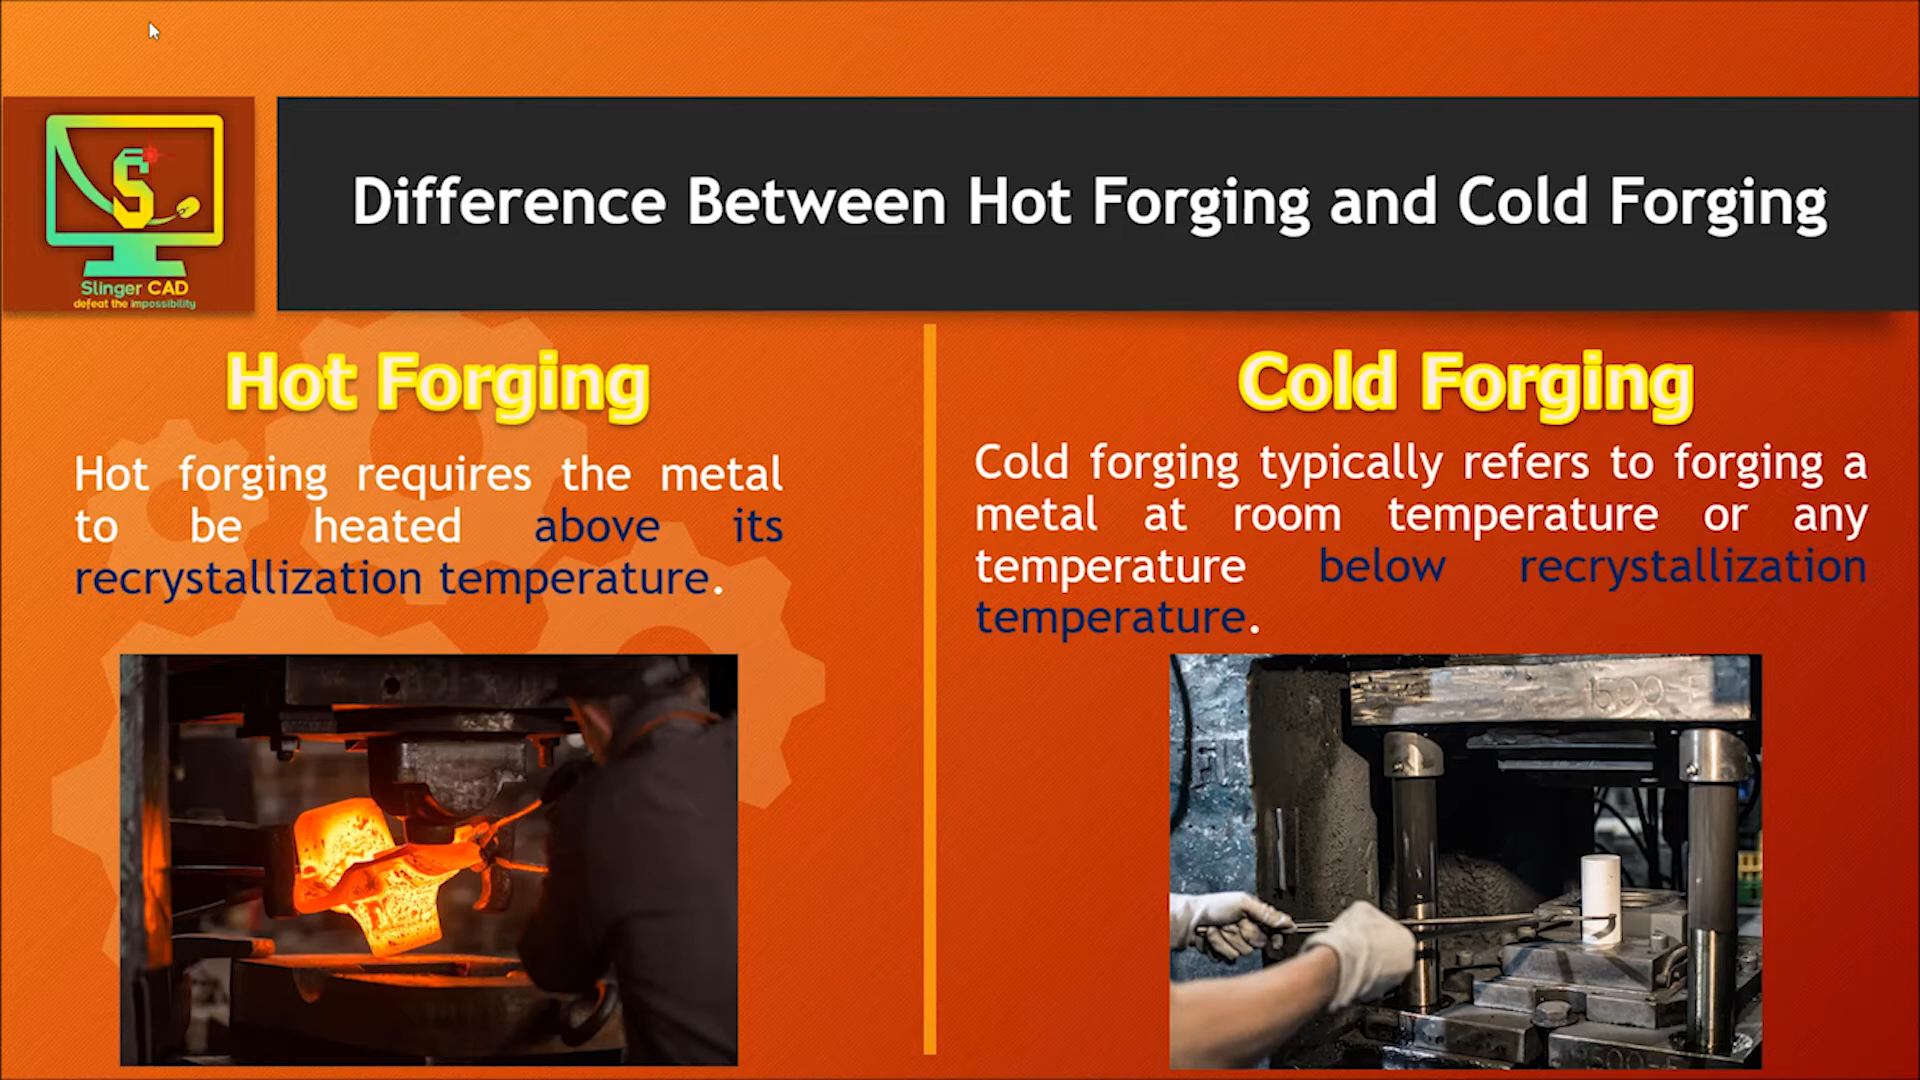 S
Slinger CAD
defeat the impossibility
Difference Between Hot Forging and Cold Forging
Hot Forging
Hot forging requires the metal
to be heated above its
recrystallization temperature.
Cold Forging
Cold forging typically refers to forging a
metal at room temperature or any
temperature below recrystallization
temperature.